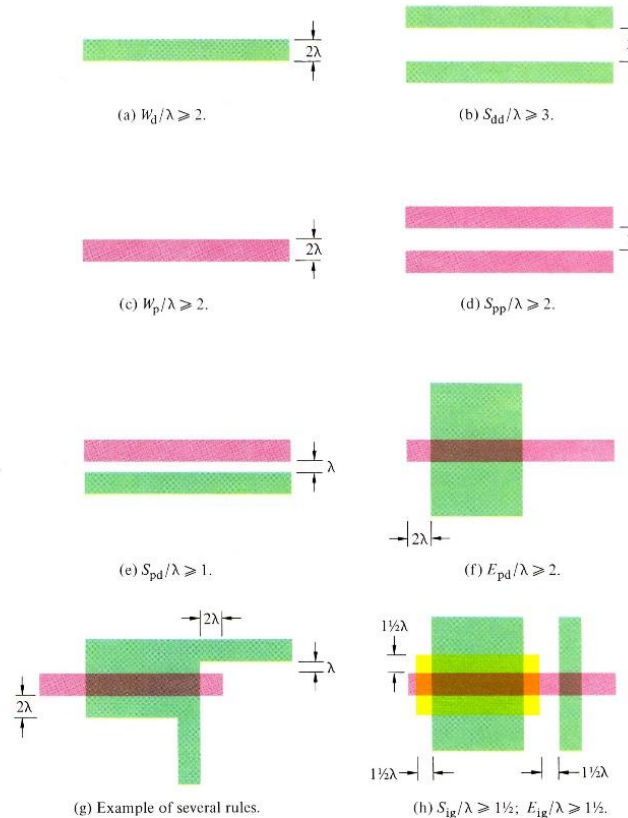 2λ
(a) W_d/λ ⩾ 2.
(b) S_dd/λ ⩾ 3.
2λ
(c) W_p/λ ⩾ 2.
(d) S_pp/λ ⩾ 2.
λ
(e) S_pd/λ ⩾ 1.
2λ
(f) E_pd/λ ⩾ 2.
2λ
λ
2λ
(g) Example of several rules.
1½λ
1½λ
1½λ
(h) S_ig/λ ⩾ 1½; E_ig/λ ⩾ 1½.